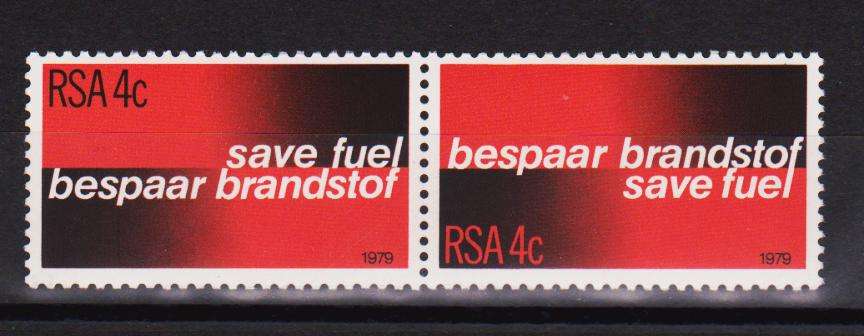 RSA 4c
save fuel
bespaar brandstof
1979
bespaar brandstof
save fuel
RSA 4c
1979